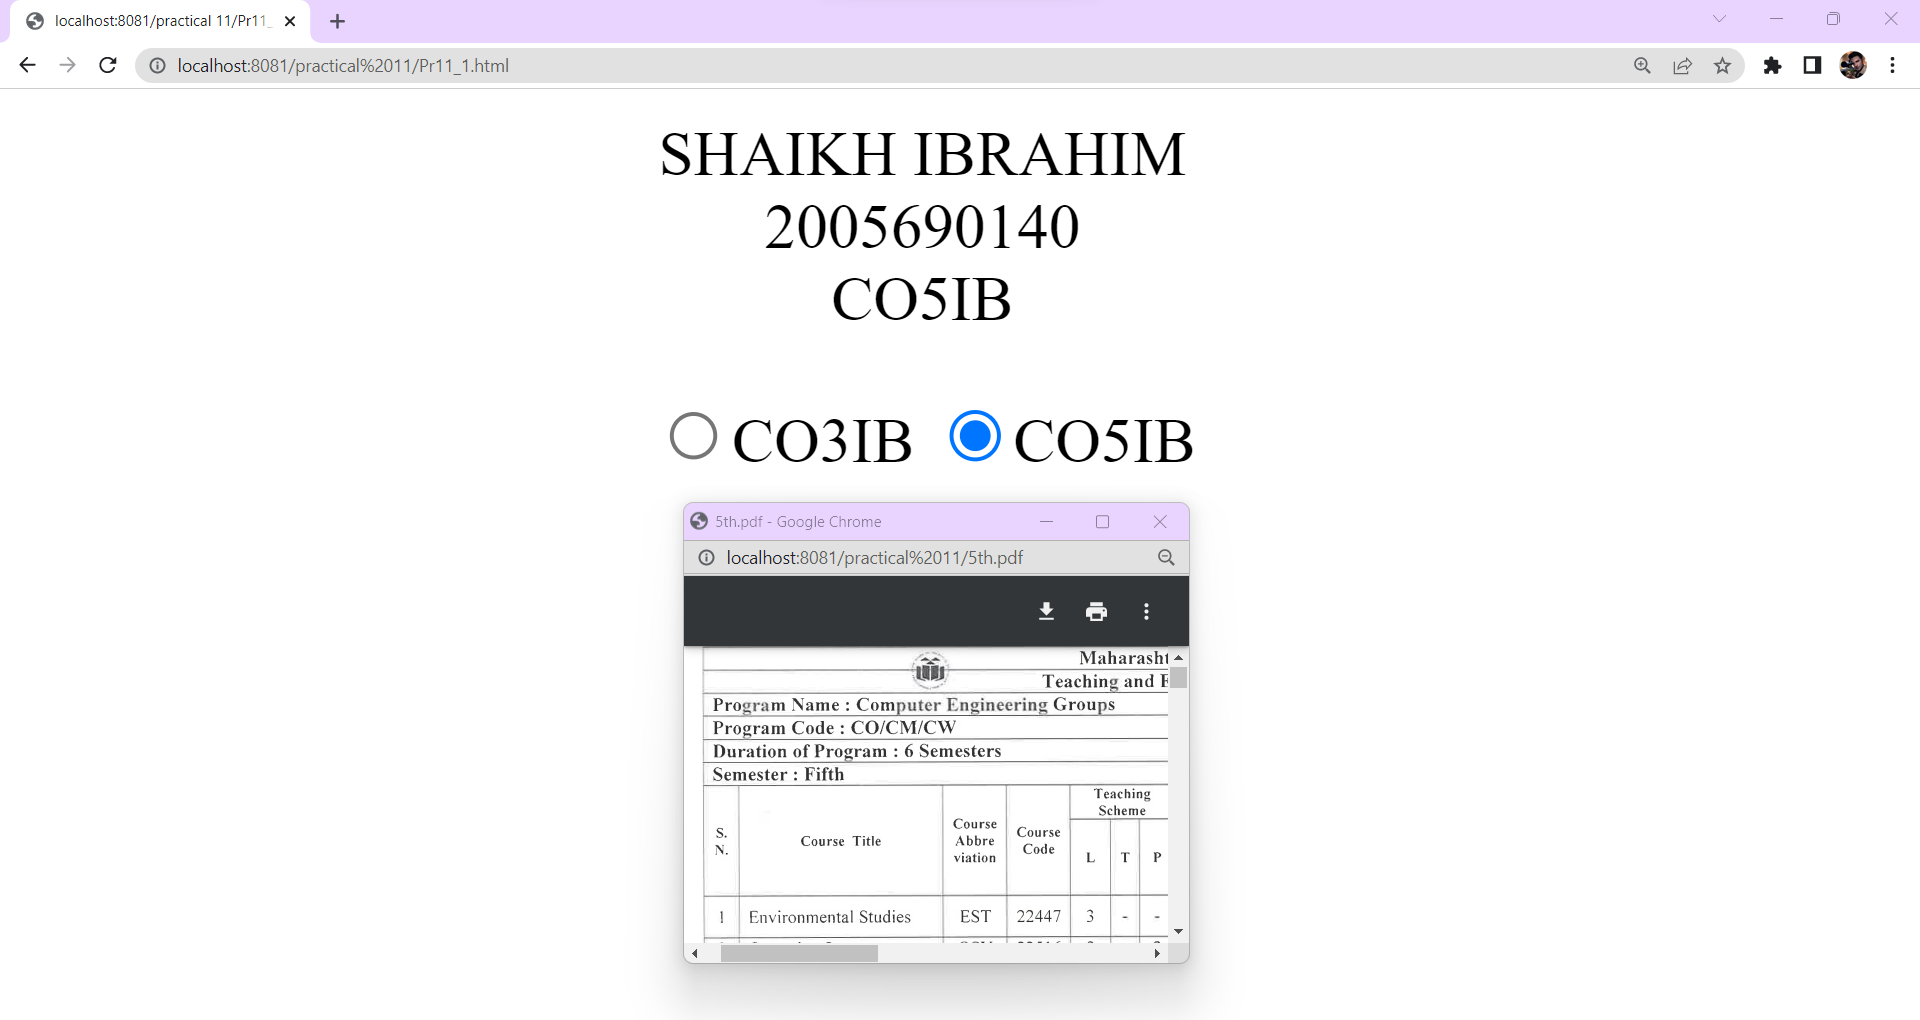 localhost:8081/practical 11/Pr11_
localhost:8081/practical%2011/Pr11_1.html
SHAIKH IBRAHIM
2005690140
CO5IB
CO3IB CO5IB
5th.pdf - Google Chrome
localhost:8081/practical%2011/5th.pdf
Maharasht
Teaching and
Program Name : Computer Engineering Groups
Program Code : CO/CM/CW
Duration of Program : 6 Semesters
Semester : Fifth
S. N. Course Title Course Abbre viation Course Code Teaching Scheme
L T P
1 Environmental Studies EST 22447 3 - -